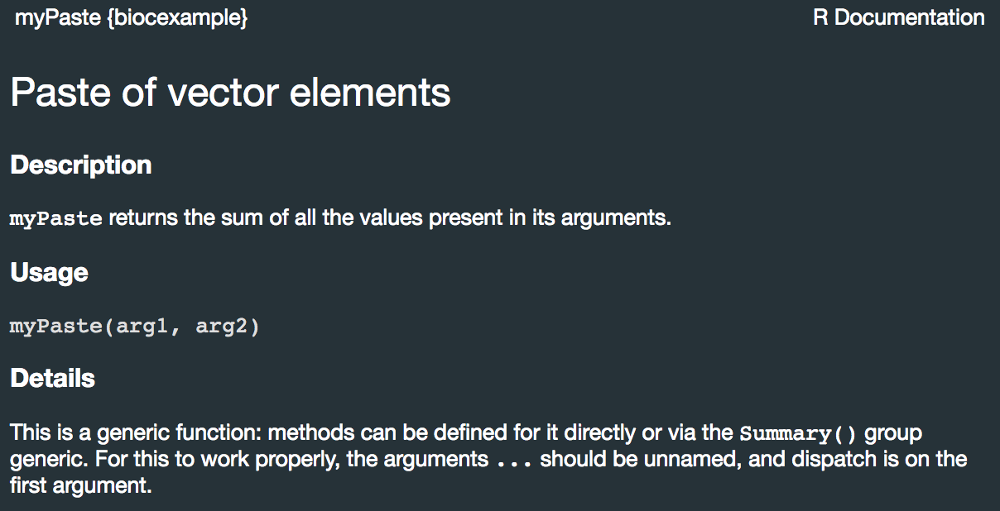 myPaste {biocexample} R Documentation
Paste of vector elements
Description
myPaste returns the sum of all the values present in its arguments.
Usage
myPaste(arg1, arg2)
Details
This is a generic function: methods can be defined for it directly or via the Summary() group
generic. For this to work properly, the arguments ... should be unnamed, and dispatch is on the
first argument.